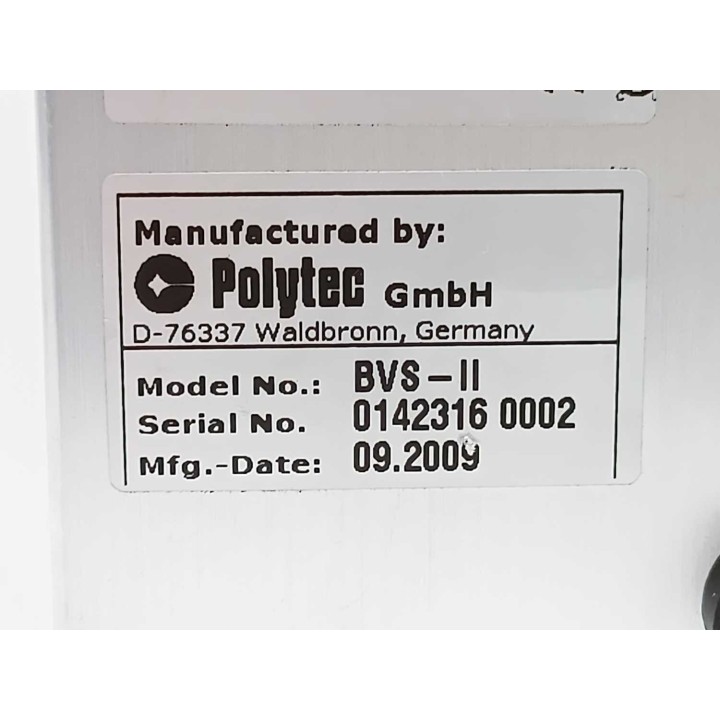 Manufactured by:
Polytec GmbH
D-76337 Waldbronn, Germany
Model No.: BVS-II
Serial No. 0142316 0002
Mfg.-Date: 09.2009